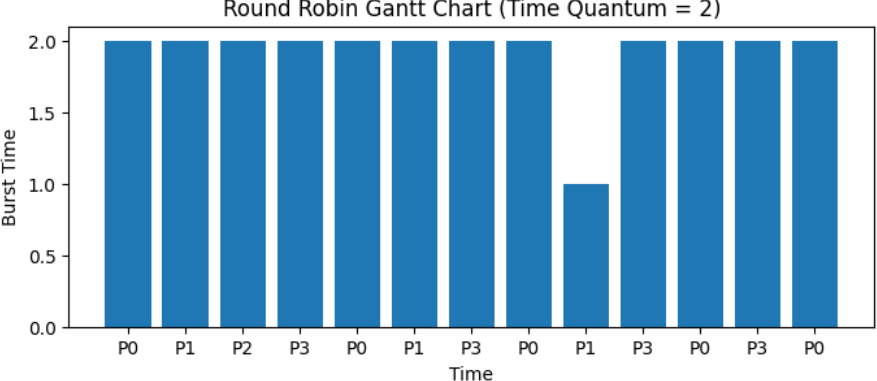 Round Robin Gantt Chart (Time Quantum = 2)
2.0
1.5
1.0
0.5
0.0
Burst Time
P0 P1 P2 P3 P0 P1 P3 P0 P1 P3 P0 P3 P0
Time